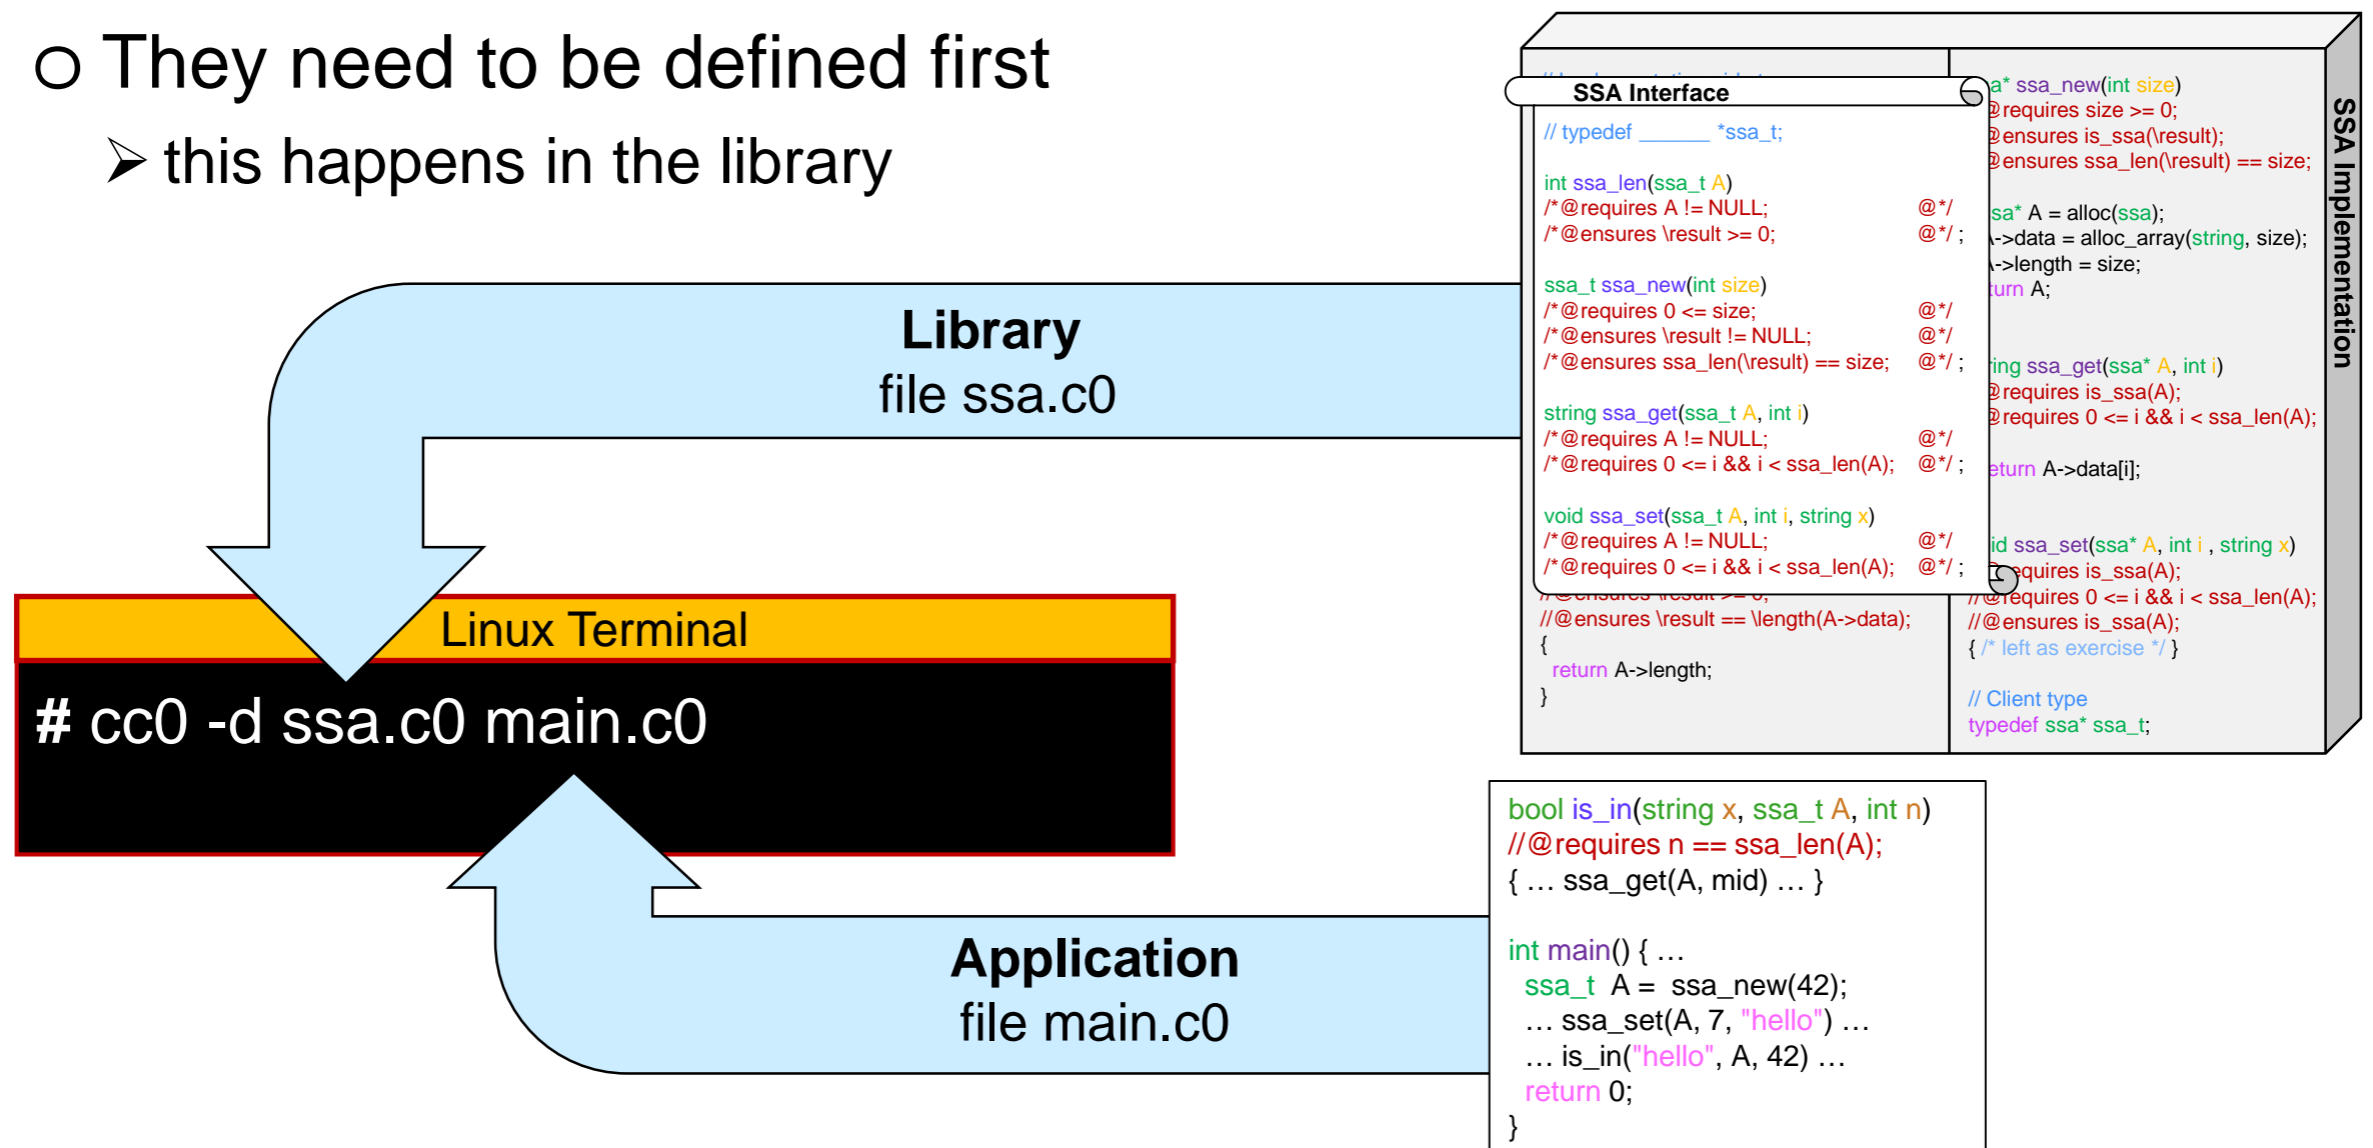 o They need to be defined first
➢ this happens in the library
Library
file ssa.c0
Linux Terminal
# cc0 -d ssa.c0 main.c0
Application
file main.c0
SSA Interface
// typedef ______ *ssa_t;
int ssa_len(ssa_t A)
/*@requires A != NULL; @*/
/*@ensures \result >= 0; @*/ ;
ssa_t ssa_new(int size)
/*@requires 0 <= size; @*/
/*@ensures \result != NULL; @*/
/*@ensures ssa_len(\result) == size; @*/ ;
string ssa_get(ssa_t A, int i)
/*@requires A != NULL; @*/
/*@requires 0 <= i && i < ssa_len(A); @*/ ;
void ssa_set(ssa_t A, int i, string x)
/*@requires A != NULL; @*/
/*@requires 0 <= i && i < ssa_len(A); @*/ ;
//@ensures \result >= 0;
//@ensures \result == \length(A->data);
{
return A->length;
}
a* ssa_new(int size)
@requires size >= 0;
@ensures is_ssa(\result);
@ensures ssa_len(\result) == size;
sa* A = alloc(ssa);
->data = alloc_array(string, size);
->length = size;
turn A;
ring ssa_get(ssa* A, int i)
@requires is_ssa(A);
@requires 0 <= i && i < ssa_len(A);
eturn A->data[i];
id ssa_set(ssa* A, int i , string x)
equires is_ssa(A);
//@requires 0 <= i && i < ssa_len(A);
//@ensures is_ssa(A);
{ /* left as exercise */ }
// Client type
typedef ssa* ssa_t;
SSA Implementation
bool is_in(string x, ssa_t A, int n)
//@requires n == ssa_len(A);
{ … ssa_get(A, mid) … }
int main() { …
ssa_t A = ssa_new(42);
… ssa_set(A, 7, "hello") …
… is_in("hello", A, 42) …
return 0;
}